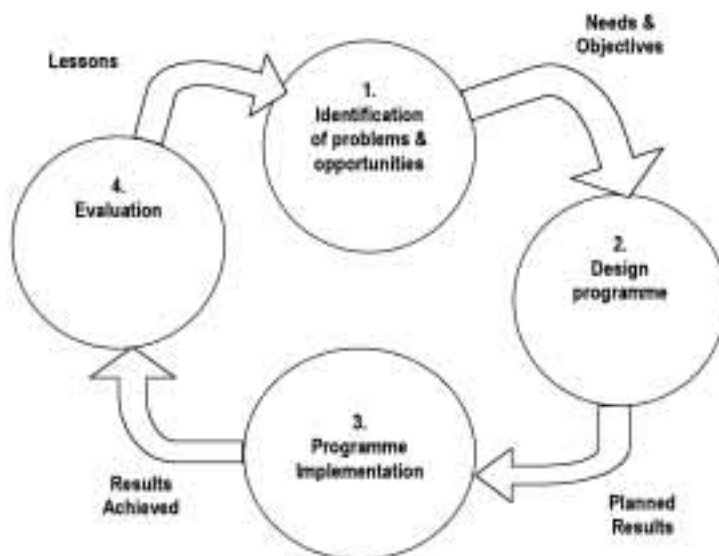 Needs &
Objectives
Lessons
1.
Identification
of problems &
opportunities
4.
Evaluation
2.
Design
programme
3.
Programme
Implementation
Results
Achieved
Planned
Results